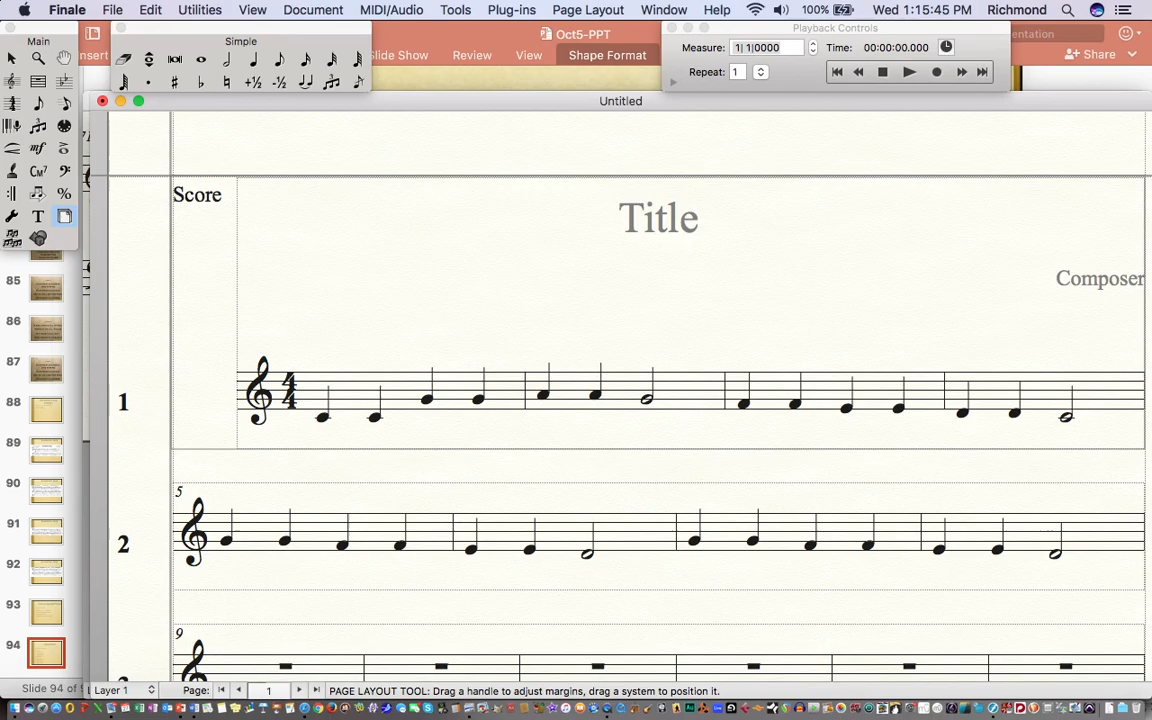 Finale File Edit Utilities View Document MIDI/Audio Tools Plug-ins Page Layout Window Help 100% Wed 1:15:45 PM Richmond
Main
Simple
Playback Controls
Oct5-PPT
Measure: 1| 1|0000 Time: 00:00:00.000
Repeat: 1
Slide Show Review View Shape Format
Share
Untitled
Score
Title
Composer
1
5
2
9
85
86
87
88
89
90
91
92
93
94
Slide 94 of
Layer 1 Page: 1 PAGE LAYOUT TOOL: Drag a handle to adjust margins, drag a system to position it.